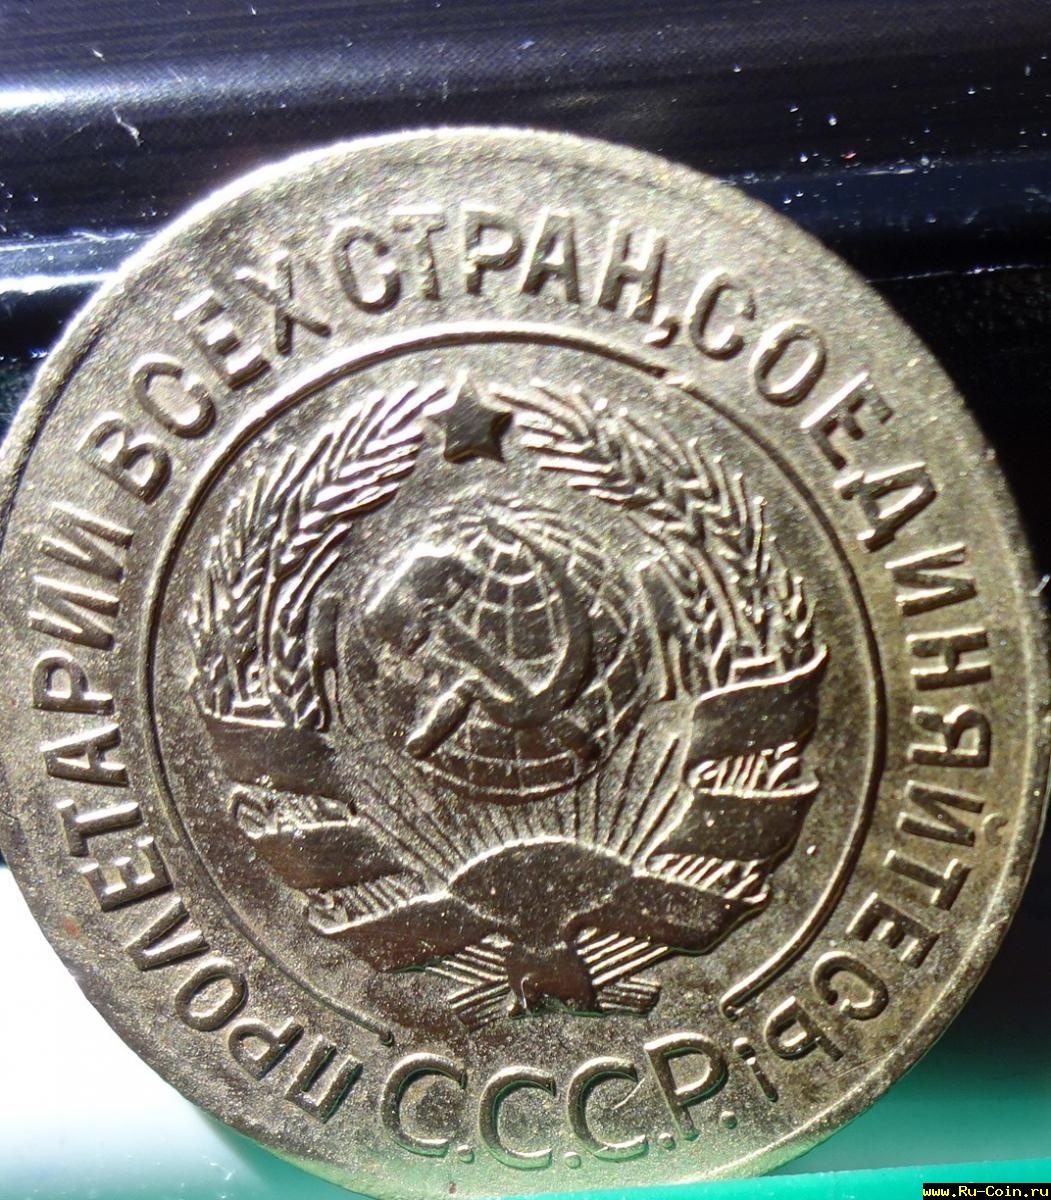 ПРОЛЕТАРИИ ВСЕХ СТРАН, СОЕДИНЯЙТЕСЬ!
С.С.С.Р.
www.Ru-Coin.ru